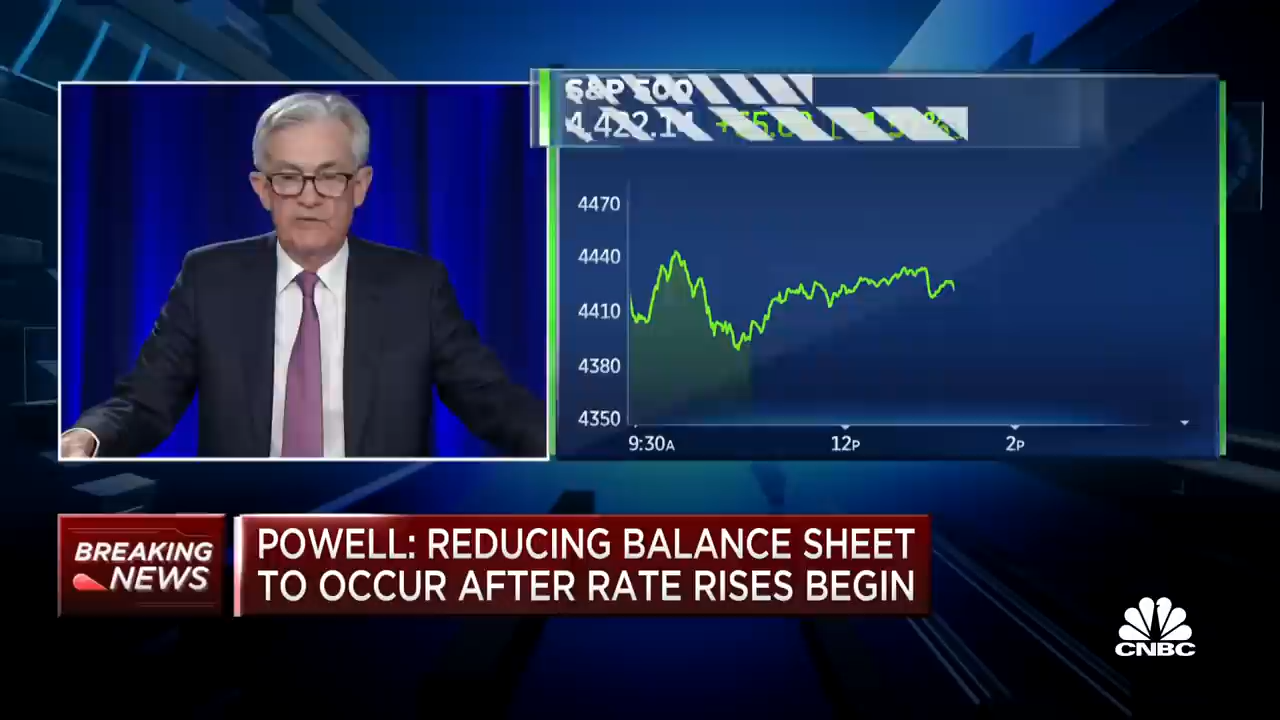 S&P 500
4,422.14
4470
4440
4410
4380
4350
9:30A
12P
2P
BREAKING
NEWS
POWELL: REDUCING BALANCE SHEET
TO OCCUR AFTER RATE RISES BEGIN
CNBC